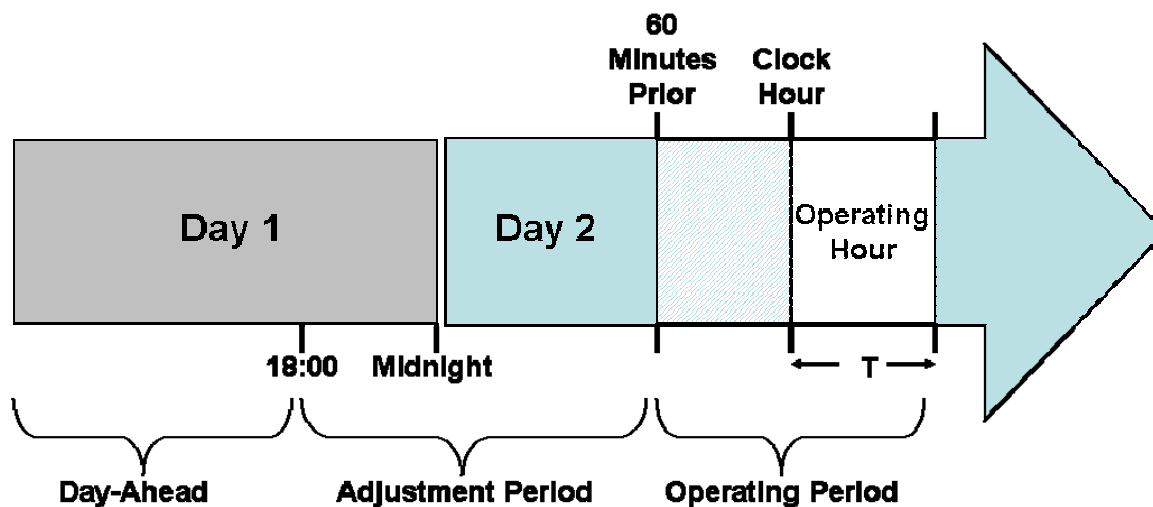 60
Minutes
Prior
Clock
Hour
Day 1
Day 2
Operating
Hour
18:00
Midnight
T
Day-Ahead
Adjustment Period
Operating Period